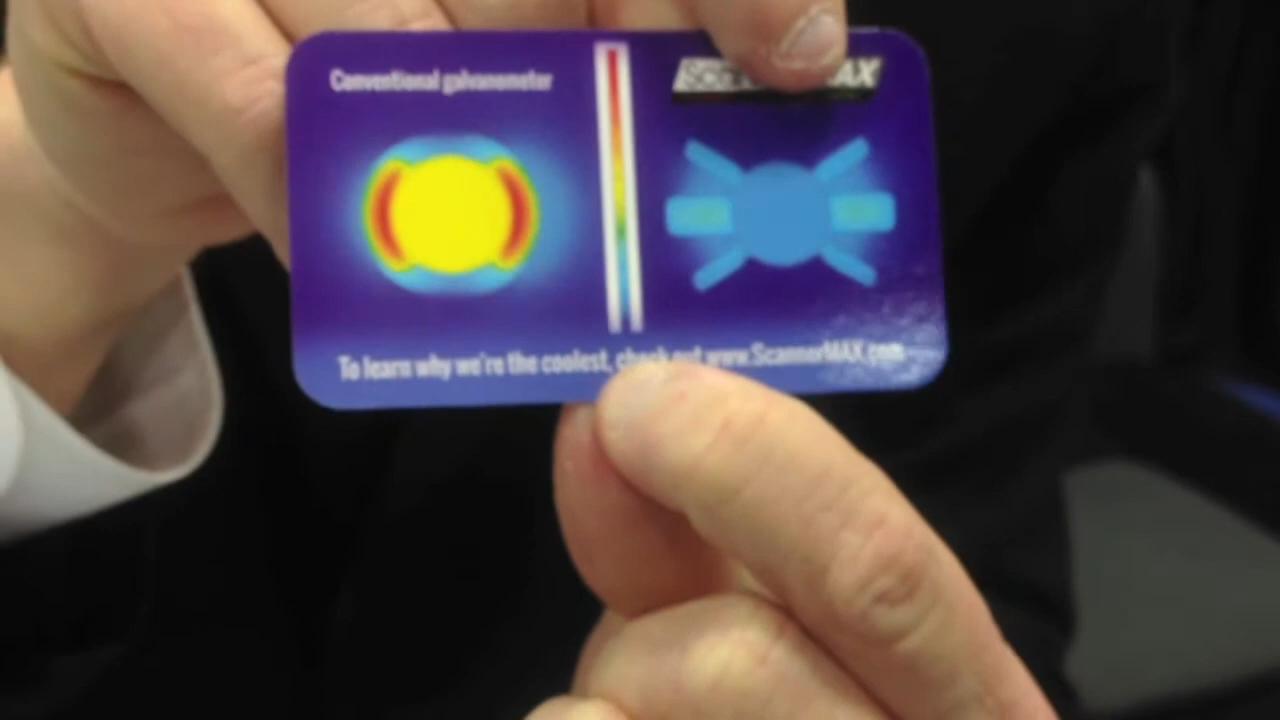 Conventional galvanometer
To learn why we're the coolest, check out www.ScannerMAX.com